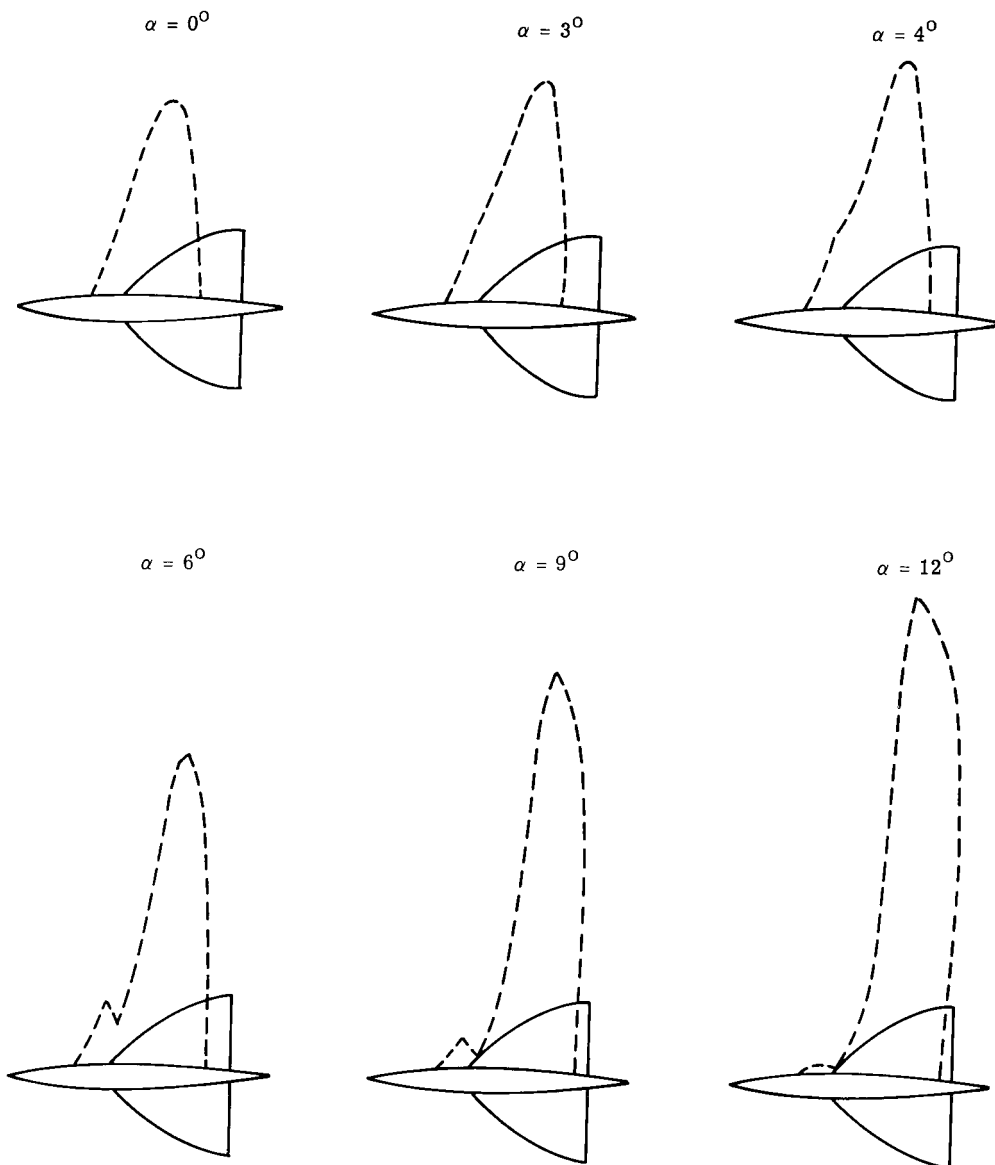 α = 0°
α = 3°
α = 4°
α = 6°
α = 9°
α = 12°